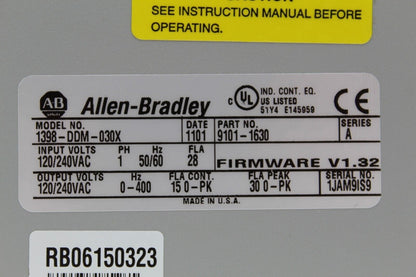 CAUTION
SEE INSTRUCTION MANUAL BEFORE
OPERATING.
AB Allen-Bradley
C UL US IND. CONT. EQ.
LISTED
51Y4 E145959
CE
MODEL NO. DATE PART NO. SERIES
1398-DDM-030X 1101 9101-1630 A
INPUT VOLTS PH Hz FLA
120/240VAC 1 50/60 28 FIRMWARE V1.32
OUTPUT VOLTS Hz FLA CONT. FLA PEAK SERIAL NO.
120/240VAC 0-400 15 0-PK 30 0-PK 1JAM9IS9
MADE IN U.S.A.
RB06150323